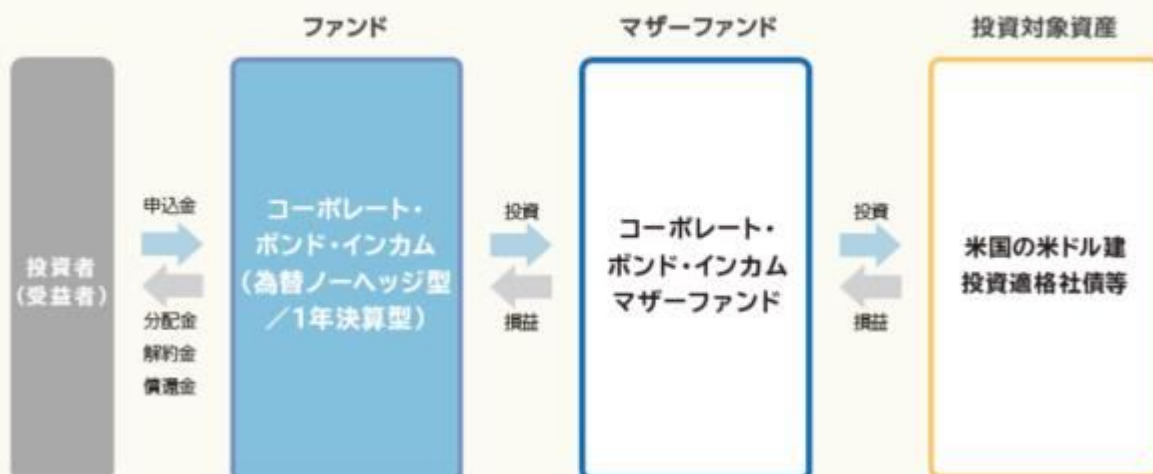 ファンド
マザーファンド
投資対象資産
投資者
(受益者)
申込金
分配金
解約金
償還金
コーポレート・
ボンド・インカム
(為替ノーヘッジ型
/1年決算型)
投資
損益
コーポレート・
ボンド・インカム
マザーファンド
投資
損益
米国の米ドル建
投資適格社債等